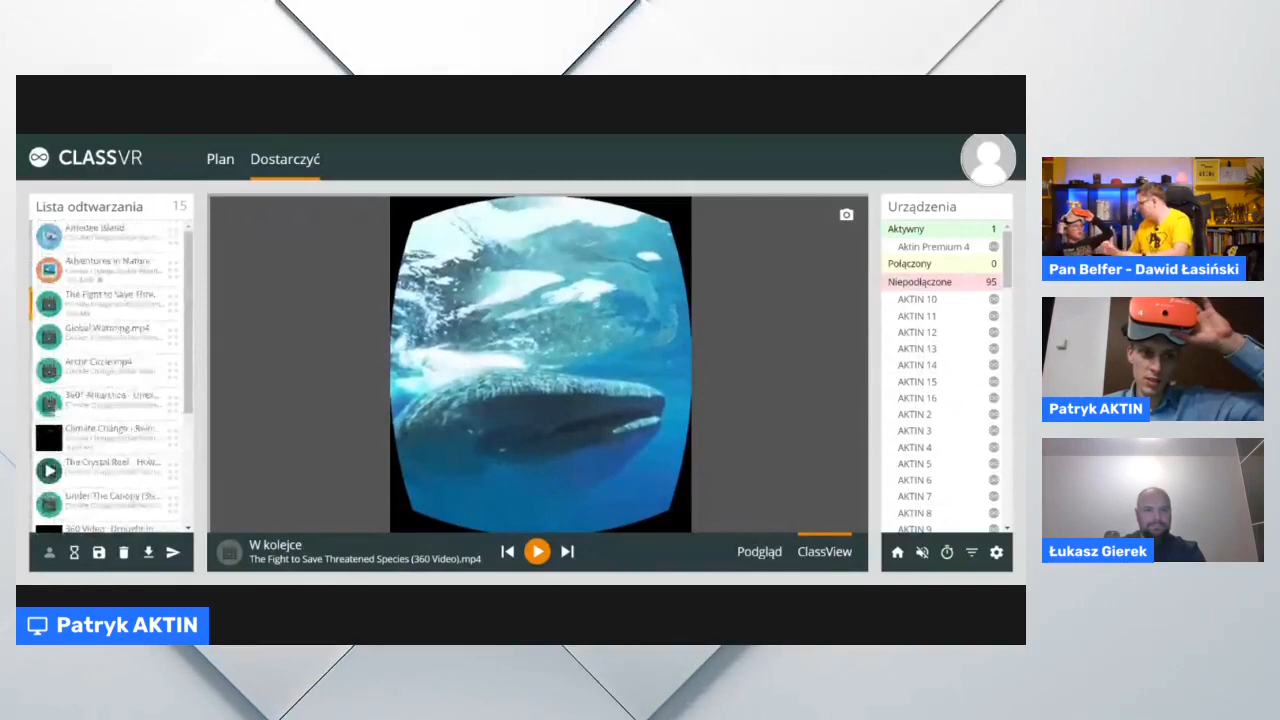 CLASSVR
Plan
Dostarczyć
Lista odtwarzania 15
Amedee Island
Adventures in Nature
The Fight to Save Thre...
Global Warming.mp4
Arctic Circle.mp4
360° Antarctica - Unex...
Climate Change
The Crystal Reef
Under The Canopy (3...
360 Video: Drought in
W kolejce
The Fight to Save Threatened Species (360 Video).mp4
Podgląd
ClassView
Urządzenia
Aktywny 1
Aktin Premium 4
Połączony 0
Niepodłączone 95
AKTIN 10
AKTIN 11
AKTIN 12
AKTIN 13
AKTIN 14
AKTIN 15
AKTIN 16
AKTIN 2
AKTIN 3
AKTIN 4
AKTIN 5
AKTIN 6
AKTIN 7
AKTIN 8
AKTIN 9
Patryk AKTIN
Pan Belfer - Dawid Łasiński
4
Patryk AKTIN
Łukasz Gierek